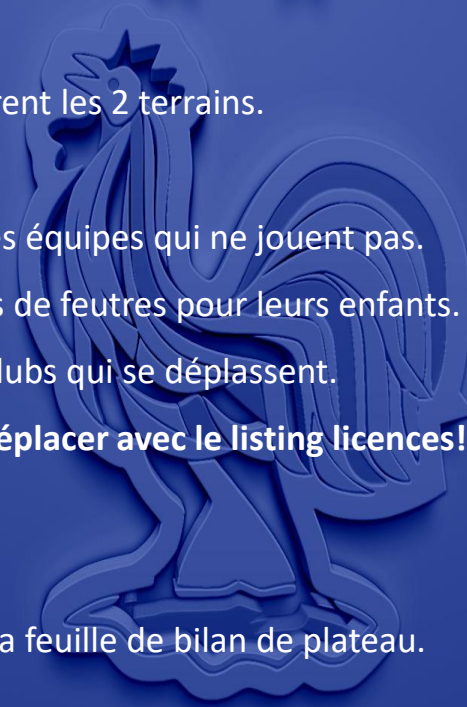 rent les 2 terrains.
s équipes qui ne jouent pas.
s de feutres pour leurs enfants.
lubs qui se déplassent.
éplacer avec le listing licences!
a feuille de bilan de plateau.